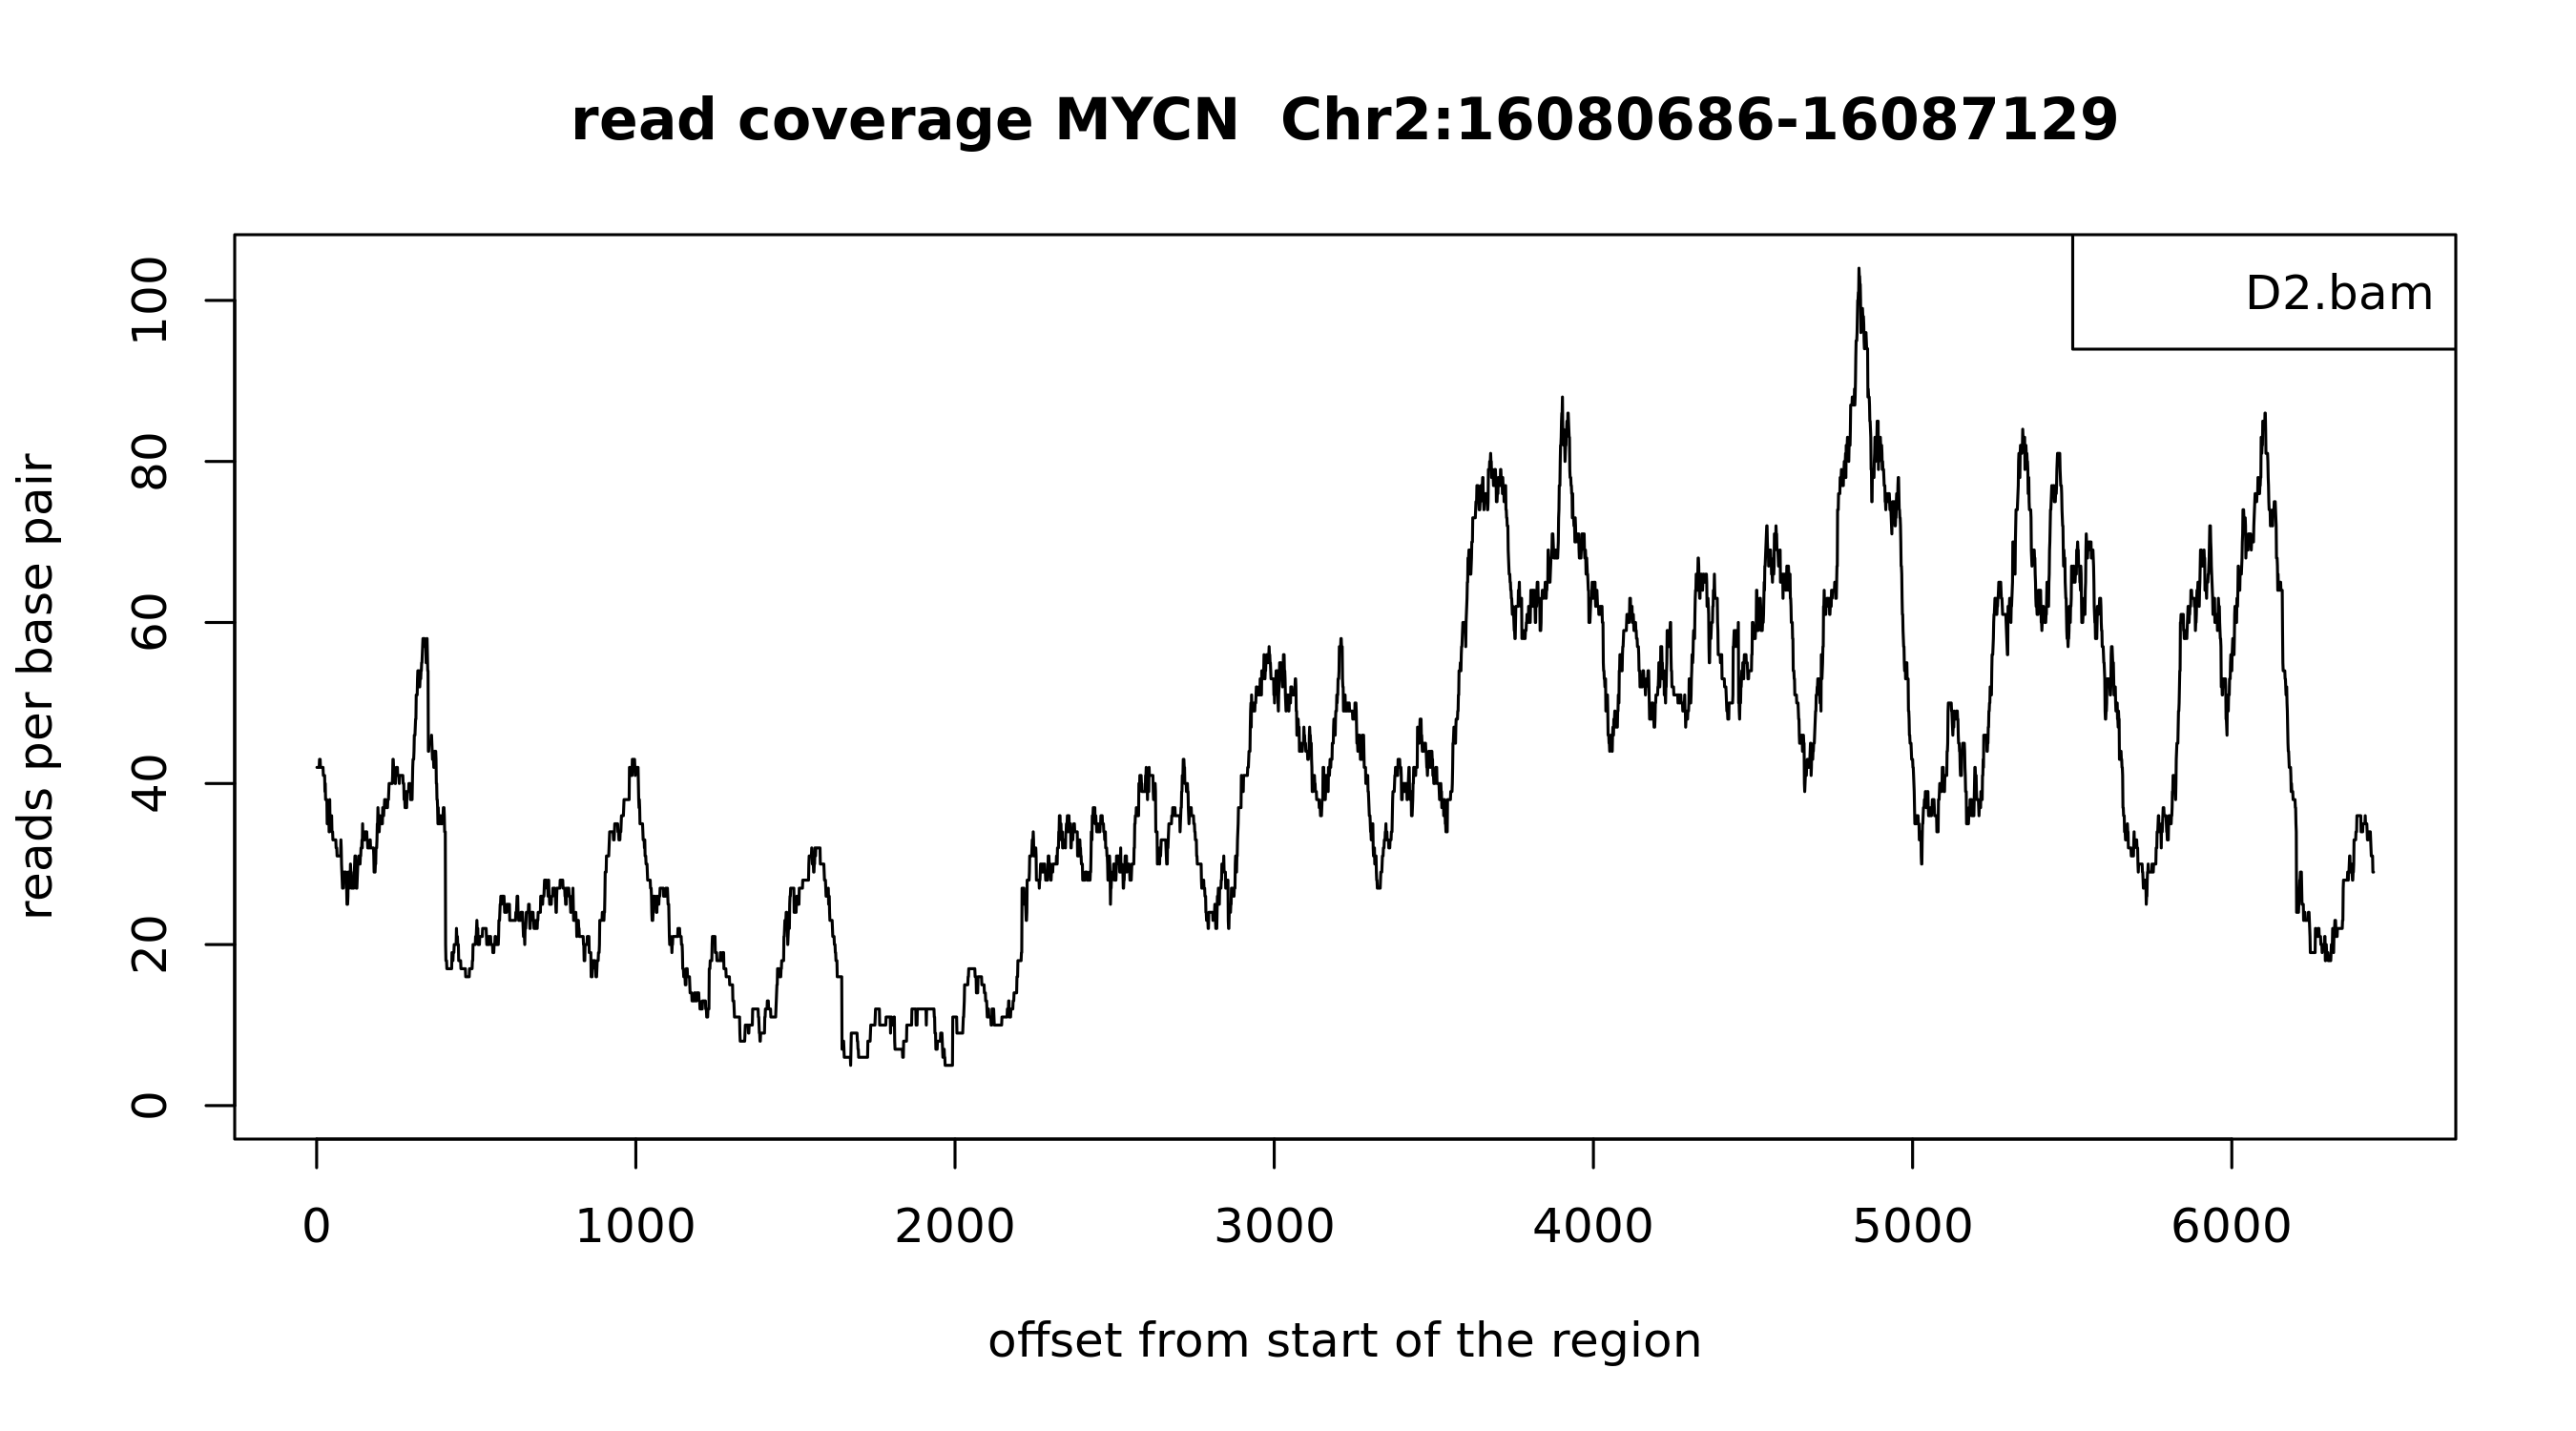 read coverage MYCN  Chr2:16080686-16087129
D2.bam
reads per base pair
100
80
60
40
20
0
0 1000 2000 3000 4000 5000 6000
offset from start of the region